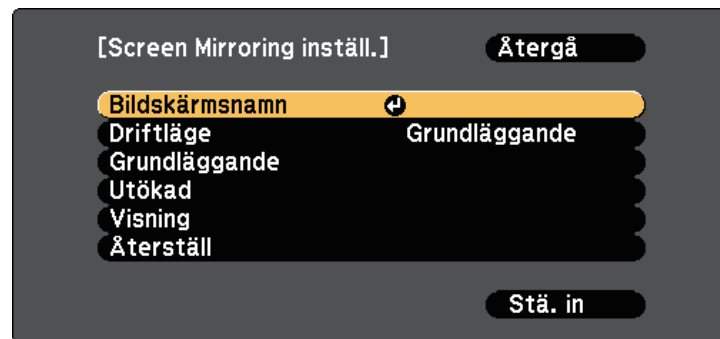 [Screen Mirroring inställ.] Återgå
Bildskärmsnamn
Driftläge Grundläggande
Grundläggande
Utökad
Visning
Återställ
Stä. in